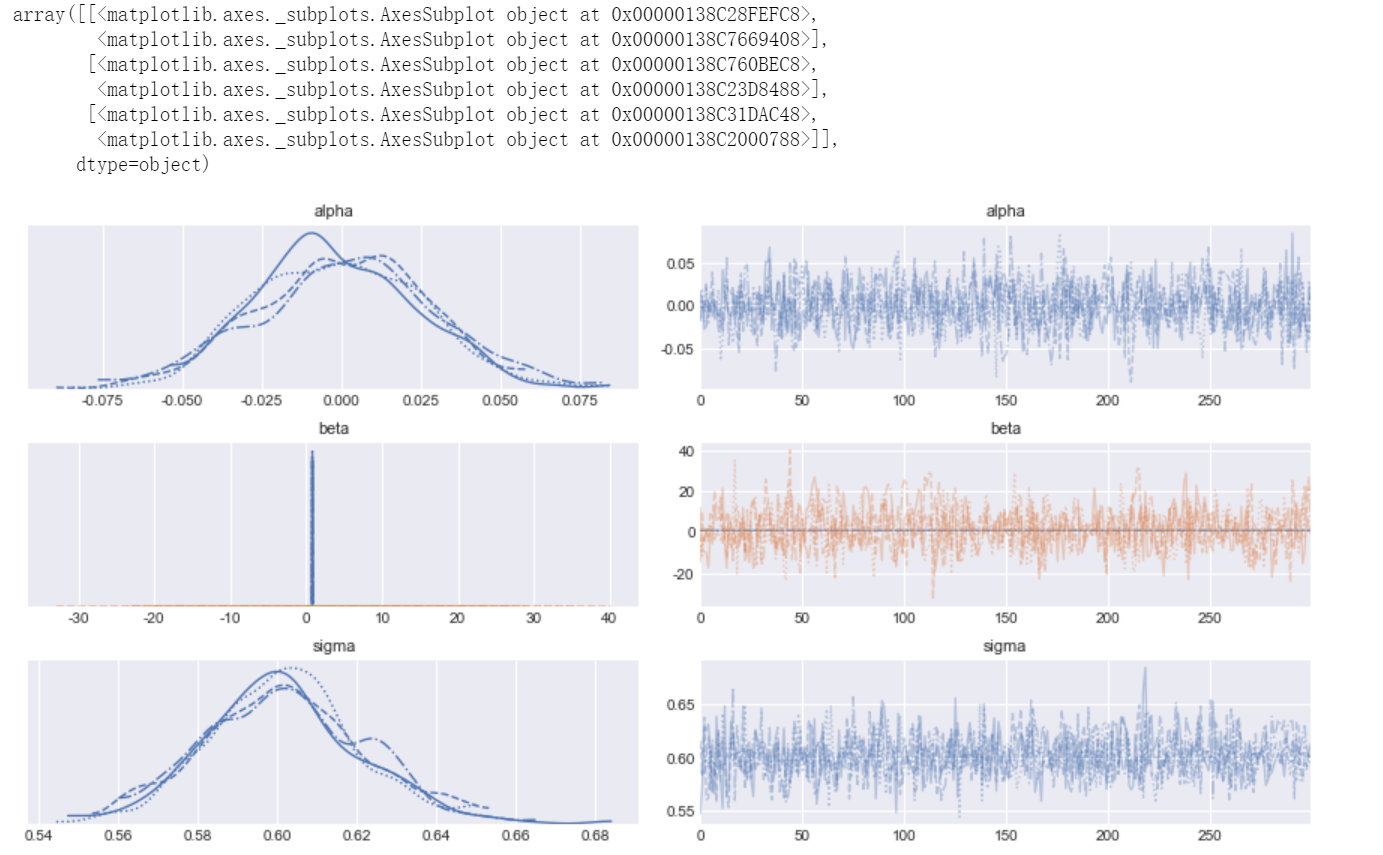 array([[<matplotlib.axes._subplots.AxesSubplot object at 0x00000138C28FEFC8>,
<matplotlib.axes._subplots.AxesSubplot object at 0x00000138C7669408>],
[<matplotlib.axes._subplots.AxesSubplot object at 0x00000138C760BEC8>,
<matplotlib.axes._subplots.AxesSubplot object at 0x00000138C23D8488>],
[<matplotlib.axes._subplots.AxesSubplot object at 0x00000138C31DAC48>,
<matplotlib.axes._subplots.AxesSubplot object at 0x00000138C2000788>]],
dtype=object)
alpha
-0.075 -0.050 -0.025 0.000 0.025 0.050 0.075
alpha
0.05
0.00
-0.05
0 50 100 150 200 250
beta
-30 -20 -10 0 10 20 30 40
beta
40
20
0
-20
0 50 100 150 200 250
sigma
0.54 0.56 0.58 0.60 0.62 0.64 0.66 0.68
sigma
0.65
0.60
0.55
0 50 100 150 200 250